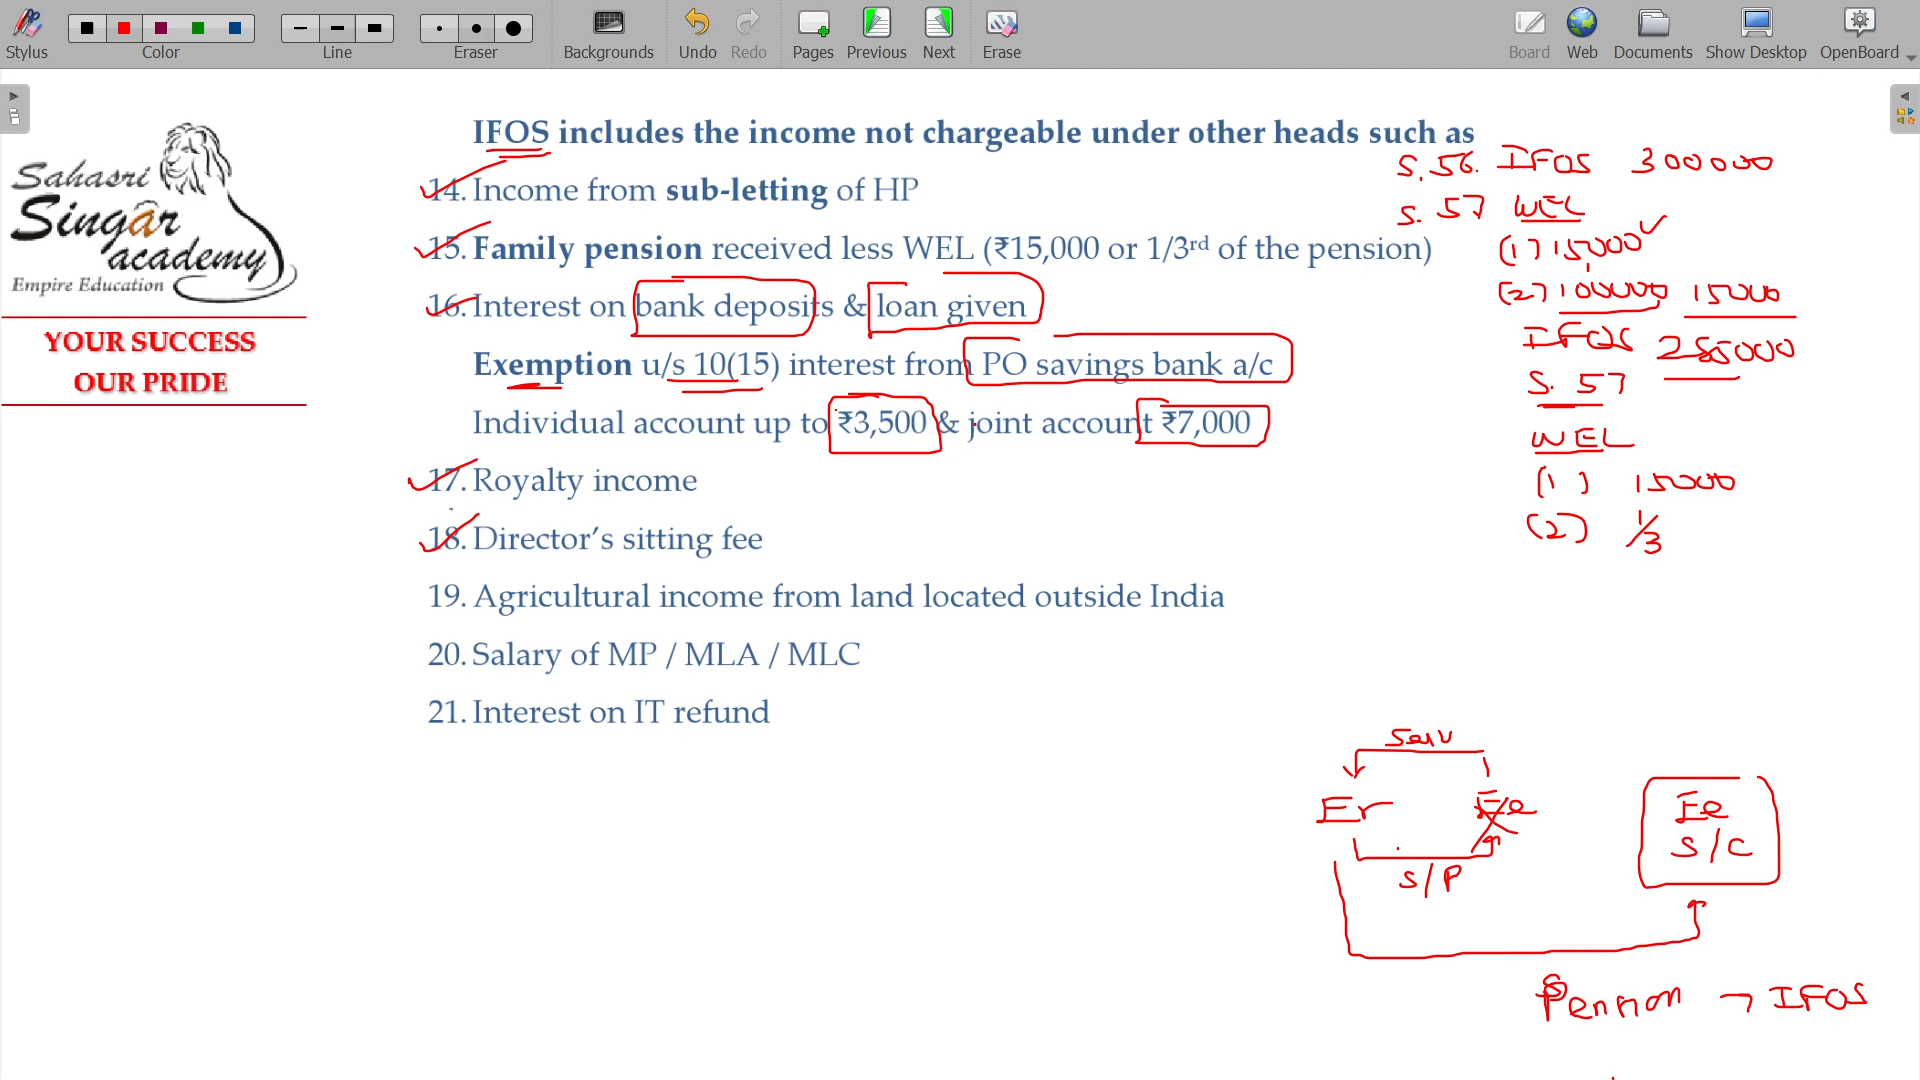 Stylus
Color
Line
Eraser
Backgrounds
Undo
Redo
Pages
Previous
Next
Erase
Board
Web
Documents
Show Desktop
OpenBoard
Sahasri
Singar
academy
Empire Education
YOUR SUCCESS
OUR PRIDE
IFOS includes the income not chargeable under other heads such as
14. Income from sub-letting of HP
15. Family pension received less WEL (₹15,000 or 1/3rd of the pension)
16. Interest on bank deposits & loan given
Exemption u/s 10(15) interest from PO savings bank a/c
Individual account up to ₹3,500 & joint account ₹7,000
17. Royalty income
18. Director's sitting fee
19. Agricultural income from land located outside India
20. Salary of MP / MLA / MLC
21. Interest on IT refund
S. 56. IFOS 300000
S. 57 WEL
(1) 15000
(2) 100000 15000
IFOS 285000
S. 57
WEL
(1) 15000
(2) 1/3
Serv
Er Ee
S/P
Ee
S/C
Pension → IFOS